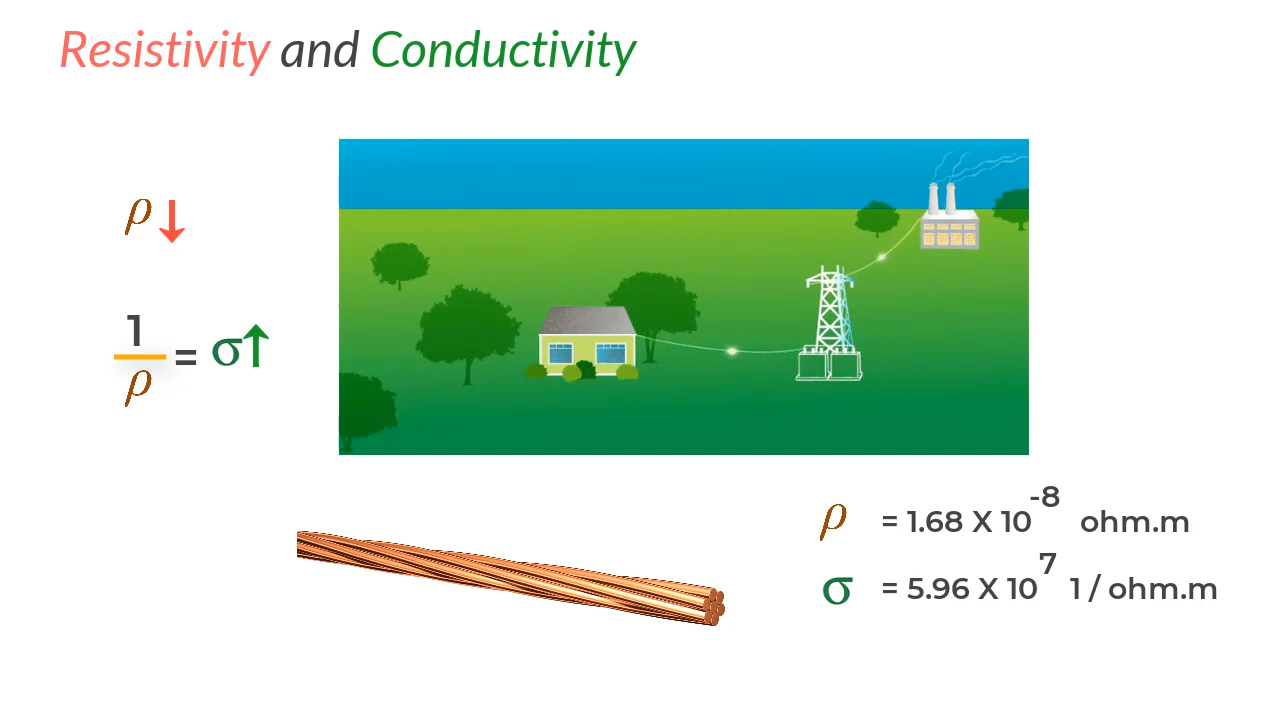 Resistivity and Conductivity
ρ ↓
1
ρ
= σ↑
ρ = 1.68 X 10⁻⁸ ohm.m
σ = 5.96 X 10⁷ 1 / ohm.m